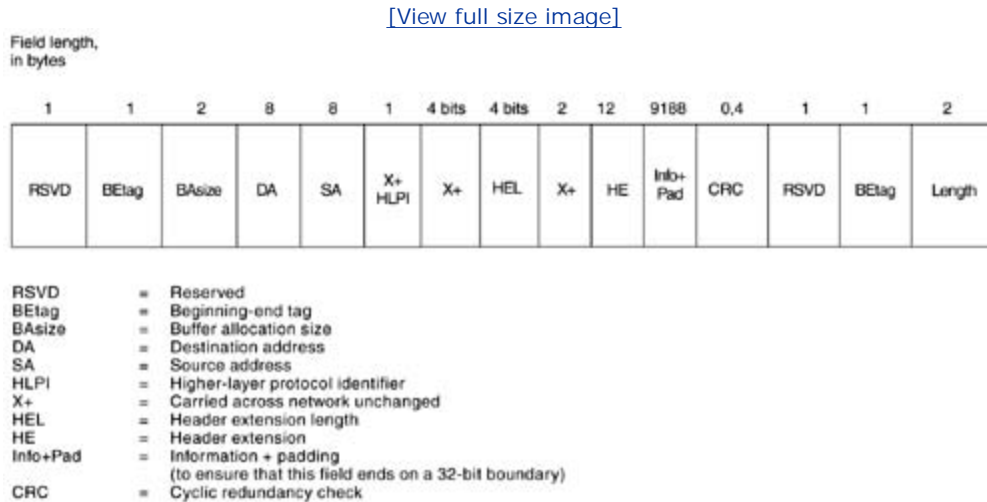 [View full size image]
Field length,
in bytes
1 1 2 8 8 1 4 bits 4 bits 2 12 9188 0,4 1 1 2
RSVD BEtag BAsize DA SA X+ HLPI X+ HEL X+ HE Info+ Pad CRC RSVD BEtag Length
RSVD = Reserved
BEtag = Beginning-end tag
BAsize = Buffer allocation size
DA = Destination address
SA = Source address
HLPI = Higher-layer protocol identifier
X+ = Carried across network unchanged
HEL = Header extension length
HE = Header extension
Info+Pad = Information + padding
(to ensure that this field ends on a 32-bit boundary)
CRC = Cyclic redundancy check